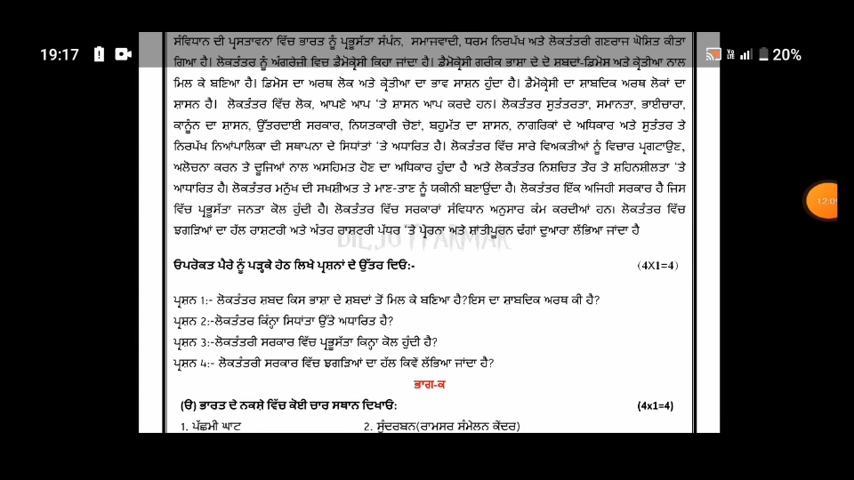 19:17
20%
12:09
ਸੰਵਿਧਾਨ ਦੀ ਪ੍ਰਸਤਾਵਨਾ ਵਿੱਚ ਭਾਰਤ ਨੂੰ ਪ੍ਰਭੂਸੱਤਾ ਸੰਪੰਨ, ਸਮਾਜਵਾਦੀ, ਧਰਮ ਨਿਰਪੱਖ ਅਤੇ ਲੋਕਤੰਤਰੀ ਗਣਰਾਜ ਘੋਸ਼ਿਤ ਕੀਤਾ
ਗਿਆ ਹੈ। ਲੋਕਤੰਤਰ ਨੂੰ ਅੰਗਰੇਜ਼ੀ ਵਿਚ ਡੈਮੋਕ੍ਰੇਸੀ ਕਿਹਾ ਜਾਂਦਾ ਹੈ। ਡੈਮੋਕ੍ਰੇਸੀ ਗਰੀਕ ਭਾਸ਼ਾ ਦੇ ਦੋ ਸ਼ਬਦਾਂ-ਡਿਮੋਸ ਅਤੇ ਕ੍ਰੇਤੀਆ ਨਾਲ
ਮਿਲ ਕੇ ਬਣਿਆ ਹੈ। ਡਿਮੋਸ ਦਾ ਅਰਥ ਲੋਕ ਅਤੇ ਕ੍ਰੇਤੀਆ ਦਾ ਭਾਵ ਸਾਸ਼ਨ ਹੁੰਦਾ ਹੈ। ਡੈਮੋਕ੍ਰੇਸੀ ਦਾ ਸ਼ਾਬਦਿਕ ਅਰਥ ਲੋਕਾਂ ਦਾ
ਸ਼ਾਸਨ ਹੈ। ਲੋਕਤੰਤਰ ਵਿੱਚ ਲੋਕ, ਆਪਣੇ ਆਪ 'ਤੇ ਸ਼ਾਸਨ ਆਪ ਕਰਦੇ ਹਨ। ਲੋਕਤੰਤਰ ਸੁਤੰਤਰਤਾ, ਸਮਾਨਤਾ, ਭਾਈਚਾਰਾ,
ਕਾਨੂੰਨ ਦਾ ਸ਼ਾਸਨ, ਉੱਤਰਦਾਈ ਸਰਕਾਰ, ਨਿਯਤਕਾਰੀ ਚੋਣਾਂ, ਬਹੁਮੱਤ ਦਾ ਸ਼ਾਸਨ, ਨਾਗਰਿਕਾਂ ਦੇ ਅਧਿਕਾਰ ਅਤੇ ਸੁਤੰਤਰ ਤੇ
ਨਿਰਪੱਖ ਨਿਆਂਪਾਲਿਕਾ ਦੀ ਸਥਾਪਨਾ ਦੇ ਸਿਧਾਂਤਾਂ 'ਤੇ ਅਧਾਰਿਤ ਹੈ। ਲੋਕਤੰਤਰ ਵਿੱਚ ਸਾਰੇ ਵਿਅਕਤੀਆਂ ਨੂੰ ਵਿਚਾਰ ਪ੍ਰਗਟਾਉਣ,
ਅਲੋਚਨਾ ਕਰਨ ਤੇ ਦੂਜਿਆਂ ਨਾਲ ਅਸਹਿਮਤ ਹੋਣ ਦਾ ਅਧਿਕਾਰ ਹੁੰਦਾ ਹੈ ਅਤੇ ਲੋਕਤੰਤਰ ਨਿਸ਼ਚਿਤ ਤੌਰ ਤੇ ਸ਼ਹਿਨਸ਼ੀਲਤਾ 'ਤੇ
ਆਧਾਰਿਤ ਹੈ। ਲੋਕਤੰਤਰ ਮਨੁੱਖ ਦੀ ਸਖਸ਼ੀਅਤ ਤੇ ਮਾਣ-ਤਾਣ ਨੂੰ ਯਕੀਨੀ ਬਣਾਉਂਦਾ ਹੈ। ਲੋਕਤੰਤਰ ਇੱਕ ਅਜਿਹੀ ਸਰਕਾਰ ਹੈ ਜਿਸ
ਵਿੱਚ ਪ੍ਰਭੂਸੱਤਾ ਜਨਤਾ ਕੋਲ ਹੁੰਦੀ ਹੈ। ਲੋਕਤੰਤਰ ਵਿੱਚ ਸਰਕਾਰਾਂ ਸੰਵਿਧਾਨ ਅਨੁਸਾਰ ਕੰਮ ਕਰਦੀਆਂ ਹਨ। ਲੋਕਤੰਤਰ ਵਿੱਚ
ਝਗੜਿਆਂ ਦਾ ਹੱਲ ਰਾਸ਼ਟਰੀ ਅਤੇ ਅੰਤਰ ਰਾਸ਼ਟਰੀ ਪੱਧਰ 'ਤੇ ਪ੍ਰੇਰਨਾ ਅਤੇ ਸ਼ਾਂਤੀਪੂਰਨ ਢੰਗਾਂ ਦੁਆਰਾ ਲੱਭਿਆ ਜਾਂਦਾ ਹੈ
ਓਪਰੋਕਤ ਪੈਰੇ ਨੂੰ ਪੜ੍ਹਕੇ ਹੇਠ ਲਿਖੇ ਪ੍ਰਸ਼ਨਾਂ ਦੇ ਉੱਤਰ ਦਿਓ:- (4X1=4)
ਪ੍ਰਸ਼ਨ 1:- ਲੋਕਤੰਤਰ ਸ਼ਬਦ ਕਿਸ ਭਾਸ਼ਾ ਦੇ ਸ਼ਬਦਾਂ ਤੋਂ ਮਿਲ ਕੇ ਬਣਿਆ ਹੈ?ਇਸ ਦਾ ਸ਼ਾਬਦਿਕ ਅਰਥ ਕੀ ਹੈ?
ਪ੍ਰਸ਼ਨ 2:-ਲੋਕਤੰਤਰ ਕਿੰਨ੍ਹਾ ਸਿਧਾਂਤਾ ਉੱਤੇ ਅਧਾਰਿਤ ਹੈ?
ਪ੍ਰਸ਼ਨ 3:-ਲੋਕਤੰਤਰੀ ਸਰਕਾਰ ਵਿੱਚ ਪ੍ਰਭੂਸੱਤਾ ਕਿਨ੍ਹਾ ਕੋਲ ਹੁੰਦੀ ਹੈ?
ਪ੍ਰਸ਼ਨ 4:- ਲੋਕਤੰਤਰੀ ਸਰਕਾਰ ਵਿੱਚ ਝਗੜਿਆਂ ਦਾ ਹੱਲ ਕਿਵੇਂ ਲੱਭਿਆ ਜਾਂਦਾ ਹੈ?
ਭਾਗ-ਕ
(ੳ) ਭਾਰਤ ਦੇ ਨਕਸ਼ੇ ਵਿੱਚ ਕੋਈ ਚਾਰ ਸਥਾਨ ਦਿਖਾਓ: (4x1=4)
1. ਪੱਛਮੀ ਘਾਟ 2. ਸੁੰਦਰਬਨ(ਰਾਮਸਰ ਸੰਮੇਲਨ ਕੇਂਦਰ)